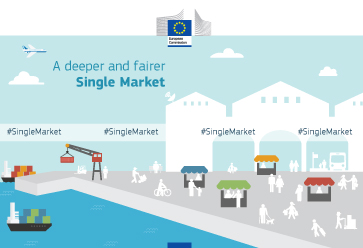 European
Commission
A deeper and fairer
Single Market
#SingleMarket #SingleMarket #SingleMarket #SingleMarket